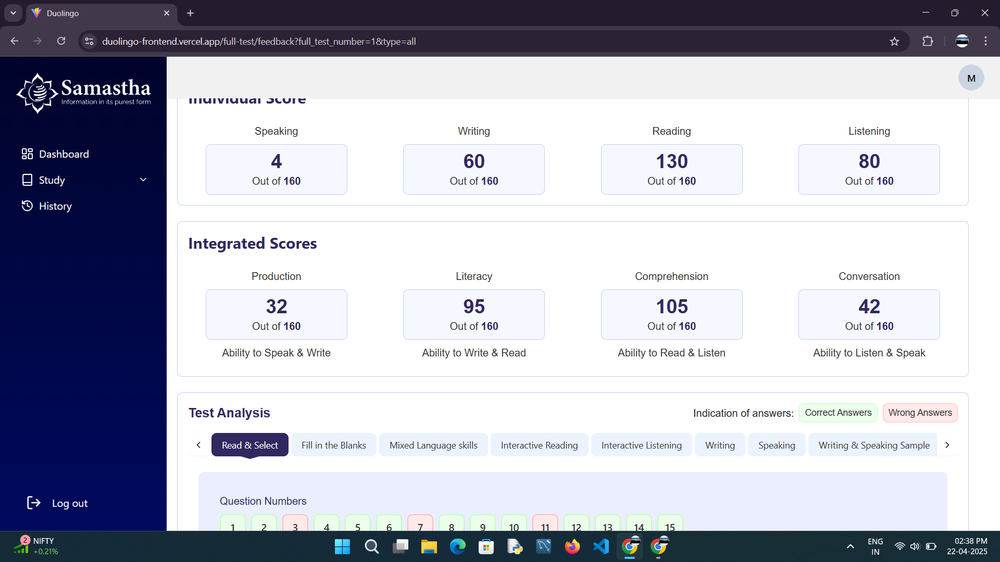 Duolingo
duolingo-frontend.vercel.app/full-test/feedback?full_test_number=1&type=all
Samastha
Information in its purest form
M
Dashboard
Study
History
Log out
Individual Score
Speaking Writing Reading Listening
4 60 130 80
Out of 160 Out of 160 Out of 160 Out of 160
Integrated Scores
Production Literacy Comprehension Conversation
32 95 105 42
Out of 160 Out of 160 Out of 160 Out of 160
Ability to Speak & Write Ability to Write & Read Ability to Read & Listen Ability to Listen & Speak
Test Analysis Indication of answers: Correct Answers Wrong Answers
Read & Select Fill in the Blanks Mixed Language skills Interactive Reading Interactive Listening Writing Speaking Writing & Speaking Sample
Question Numbers
1 2 3 4 5 6 7 8 9 10 11 12 13 14 15
2 NIFTY
+0.21%
ENG
IN
02:38 PM
22-04-2025